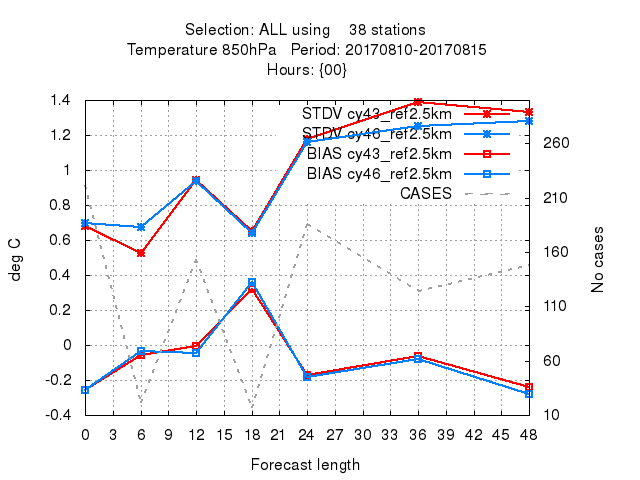 Selection: ALL using 38 stations
Temperature 850hPa Period: 20170810-20170815
Hours: {00}
1.4
1.2
1
0.8
0.6
0.4
0.2
0
-0.2
-0.4
deg C
STDV cy43_ref2.5km
STDV cy46_ref2.5km
BIAS cy43_ref2.5km
BIAS cy46_ref2.5km
CASES
260
210
160
110
60
10
No cases
0 3 6 9 12 15 18 21 24 27 30 33 36 39 42 45 48
Forecast length